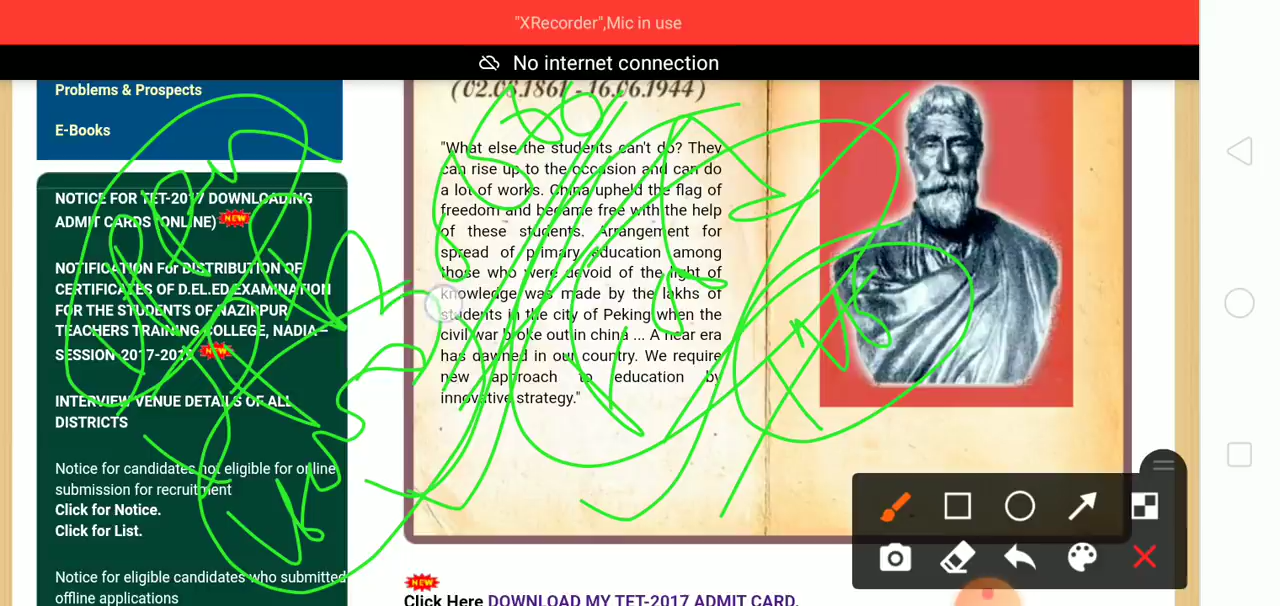 "XRecorder",Mic in use
No internet connection
Problems & Prospects
E-Books
(02.08.1861 - 16.06.1944)
"What else the students can't do? They
can rise up to the occasion and can do
a lot of works. China upheld the flag of
freedom and became free with the help
of these students. Arrangement for
spread of primary education among
those who were devoid of the light of
knowledge was made by the lakhs of
students in the city of Peking when the
civil war broke out in china ... A near era
has dawned in our country. We require
new approach to education by
innovative strategy."
NOTICE FOR TET-2017 DOWNLOADING
ADMIT CARDS (ONLINE) NEW
NOTIFICATION For DISTRIBUTION OF
CERTIFICATES OF D.EL.ED EXAMINATION
FOR THE STUDENTS OF NAZIRPUR
TEACHERS TRAINING COLLEGE, NADIA–
SESSION 2017-2019 NEW
INTERVIEW VENUE DETAILS OF ALL
DISTRICTS
Notice for candidates not eligible for online
submission for recruitment
Click for Notice.
Click for List.
Notice for eligible candidates who submitted
offline applications
NEW
Click Here DOWNLOAD MY TET-2017 ADMIT CARD.